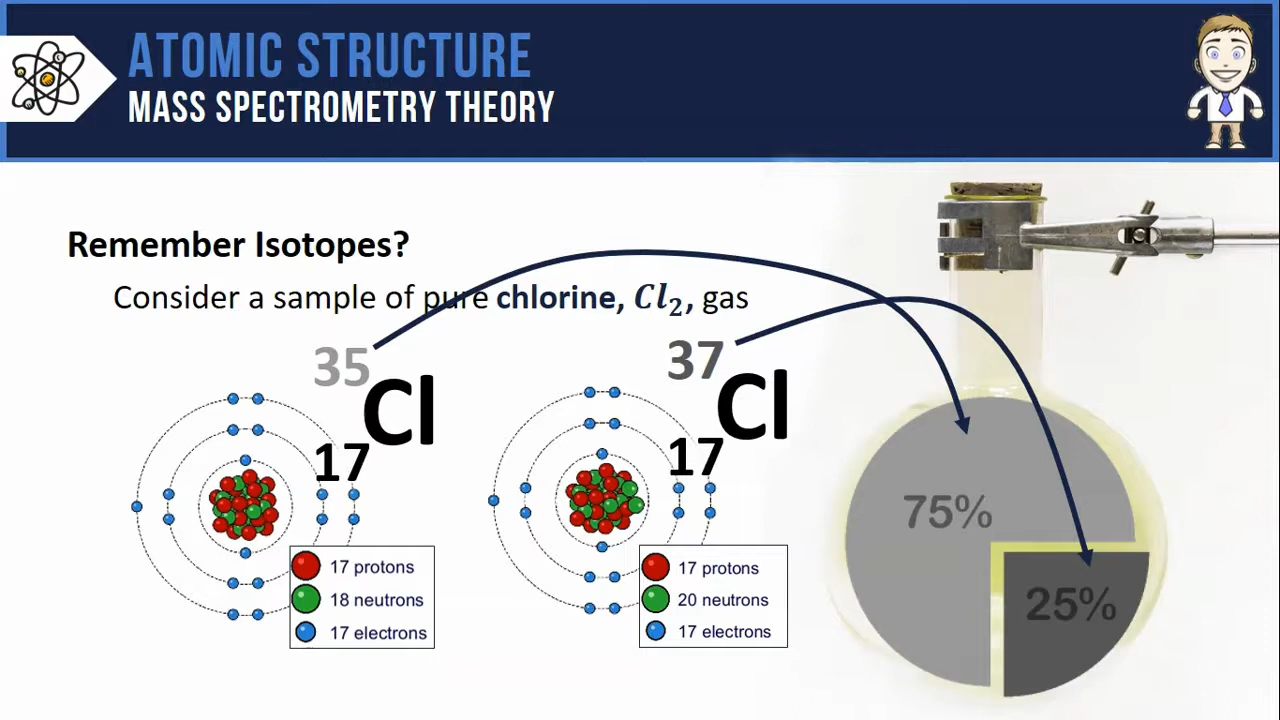 ATOMIC STRUCTURE
MASS SPECTROMETRY THEORY
Remember Isotopes?
Consider a sample of pure chlorine, Cl₂, gas
35
Cl
17
17 protons
18 neutrons
17 electrons
37
Cl
17
17 protons
20 neutrons
17 electrons
75%
25%